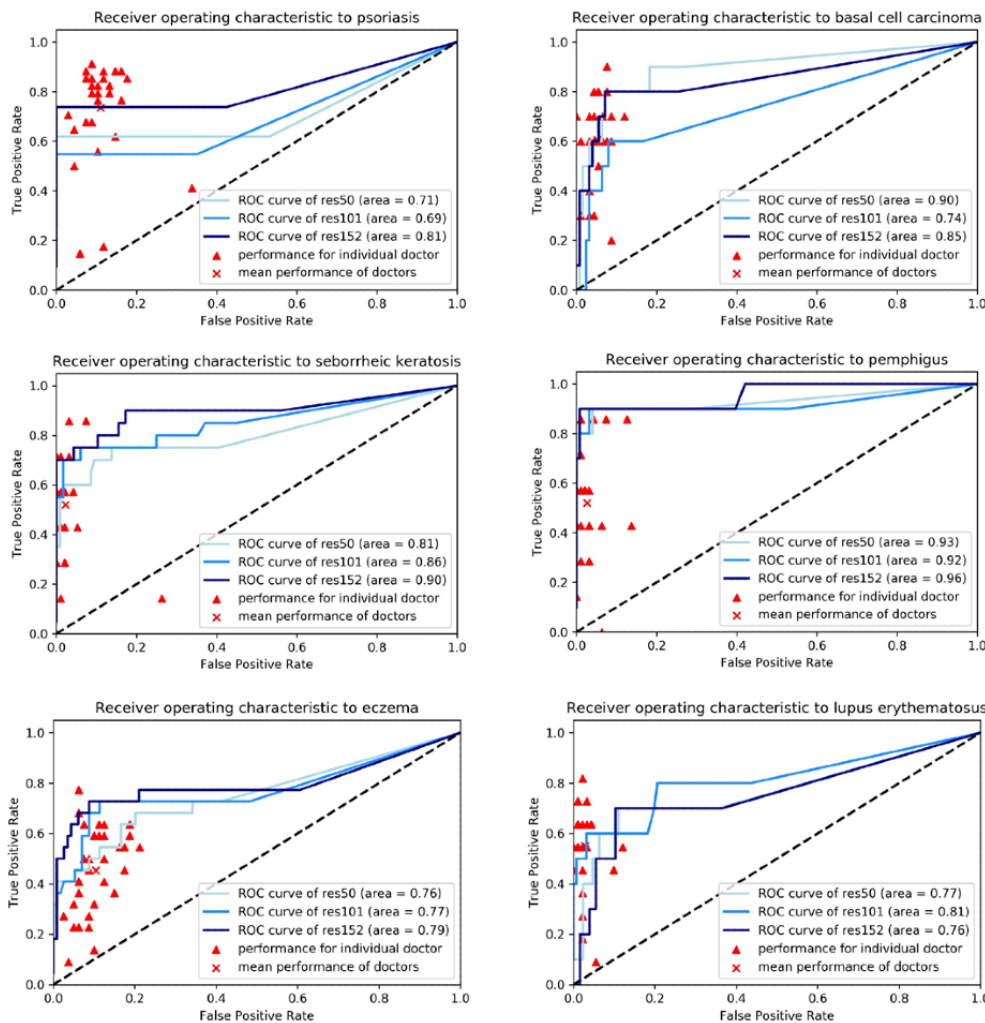 Receiver operating characteristic to psoriasis
True Positive Rate
1.0
0.8
0.6
0.4
0.2
0.0
ROC curve of res50 (area = 0.71)
ROC curve of res101 (area = 0.69)
ROC curve of res152 (area = 0.81)
performance for individual doctor
mean performance of doctors
0.0 0.2 0.4 0.6 0.8 1.0
False Positive Rate
Receiver operating characteristic to basal cell carcinoma
True Positive Rate
1.0
0.8
0.6
0.4
0.2
0.0
ROC curve of res50 (area = 0.90)
ROC curve of res101 (area = 0.74)
ROC curve of res152 (area = 0.85)
performance for individual doctor
mean performance of doctors
0.0 0.2 0.4 0.6 0.8 1.0
False Positive Rate
Receiver operating characteristic to seborrheic keratosis
True Positive Rate
1.0
0.8
0.6
0.4
0.2
0.0
ROC curve of res50 (area = 0.81)
ROC curve of res101 (area = 0.86)
ROC curve of res152 (area = 0.90)
performance for individual doctor
mean performance of doctors
0.0 0.2 0.4 0.6 0.8 1.0
False Positive Rate
Receiver operating characteristic to pemphigus
True Positive Rate
1.0
0.8
0.6
0.4
0.2
0.0
ROC curve of res50 (area = 0.93)
ROC curve of res101 (area = 0.92)
ROC curve of res152 (area = 0.96)
performance for individual doctor
mean performance of doctors
0.0 0.2 0.4 0.6 0.8 1.0
False Positive Rate
Receiver operating characteristic to eczema
True Positive Rate
1.0
0.8
0.6
0.4
0.2
0.0
ROC curve of res50 (area = 0.76)
ROC curve of res101 (area = 0.77)
ROC curve of res152 (area = 0.79)
performance for individual doctor
mean performance of doctors
0.0 0.2 0.4 0.6 0.8 1.0
False Positive Rate
Receiver operating characteristic to lupus erythematosus
True Positive Rate
1.0
0.8
0.6
0.4
0.2
0.0
ROC curve of res50 (area = 0.77)
ROC curve of res101 (area = 0.81)
ROC curve of res152 (area = 0.76)
performance for individual doctor
mean performance of doctors
0.0 0.2 0.4 0.6 0.8 1.0
False Positive Rate